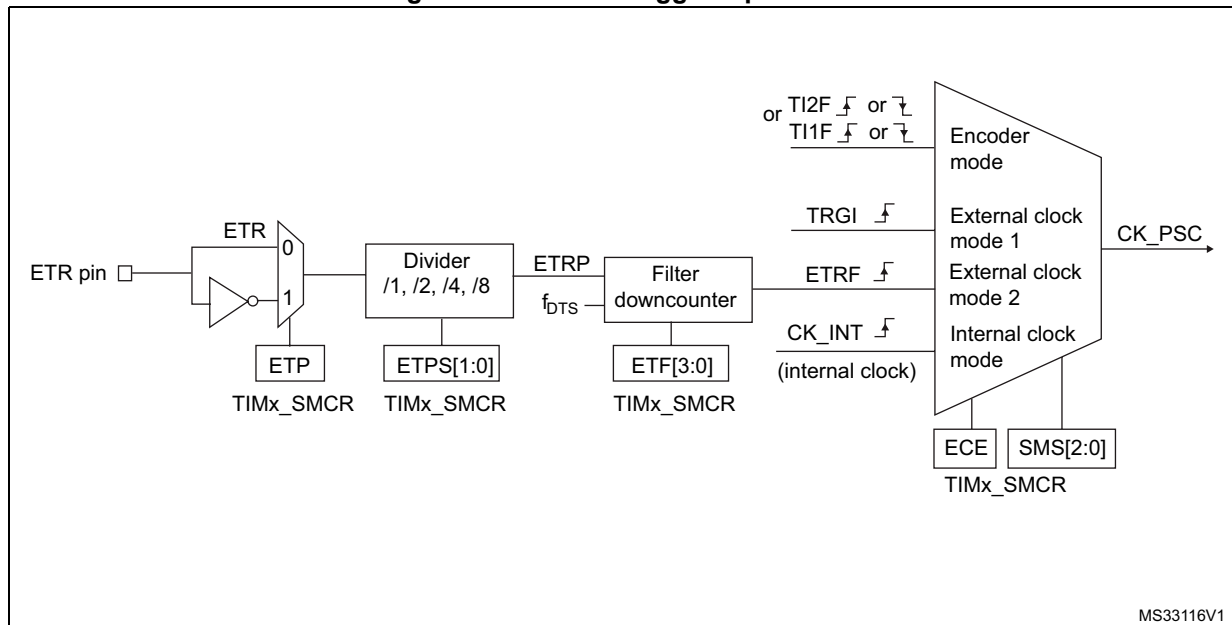 or TI2F or
TI1F or
Encoder
mode
TRGI
External clock
mode 1
CK_PSC
ETR
0
ETR pin
1
Divider
/1, /2, /4, /8
ETRP
fDTS
Filter
downcounter
ETRF
External clock
mode 2
CK_INT
(internal clock)
Internal clock
mode
ETP
TIMx_SMCR
ETPS[1:0]
TIMx_SMCR
ETF[3:0]
TIMx_SMCR
ECE
SMS[2:0]
TIMx_SMCR
MS33116V1